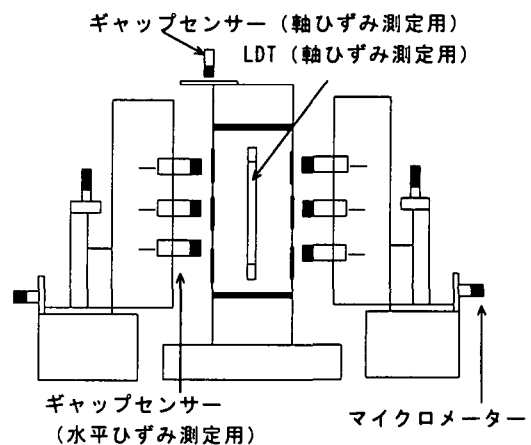 ギャップセンサー（軸ひずみ測定用）
LDT（軸ひずみ測定用）
ギャップセンサー
（水平ひずみ測定用）
マイクロメーター